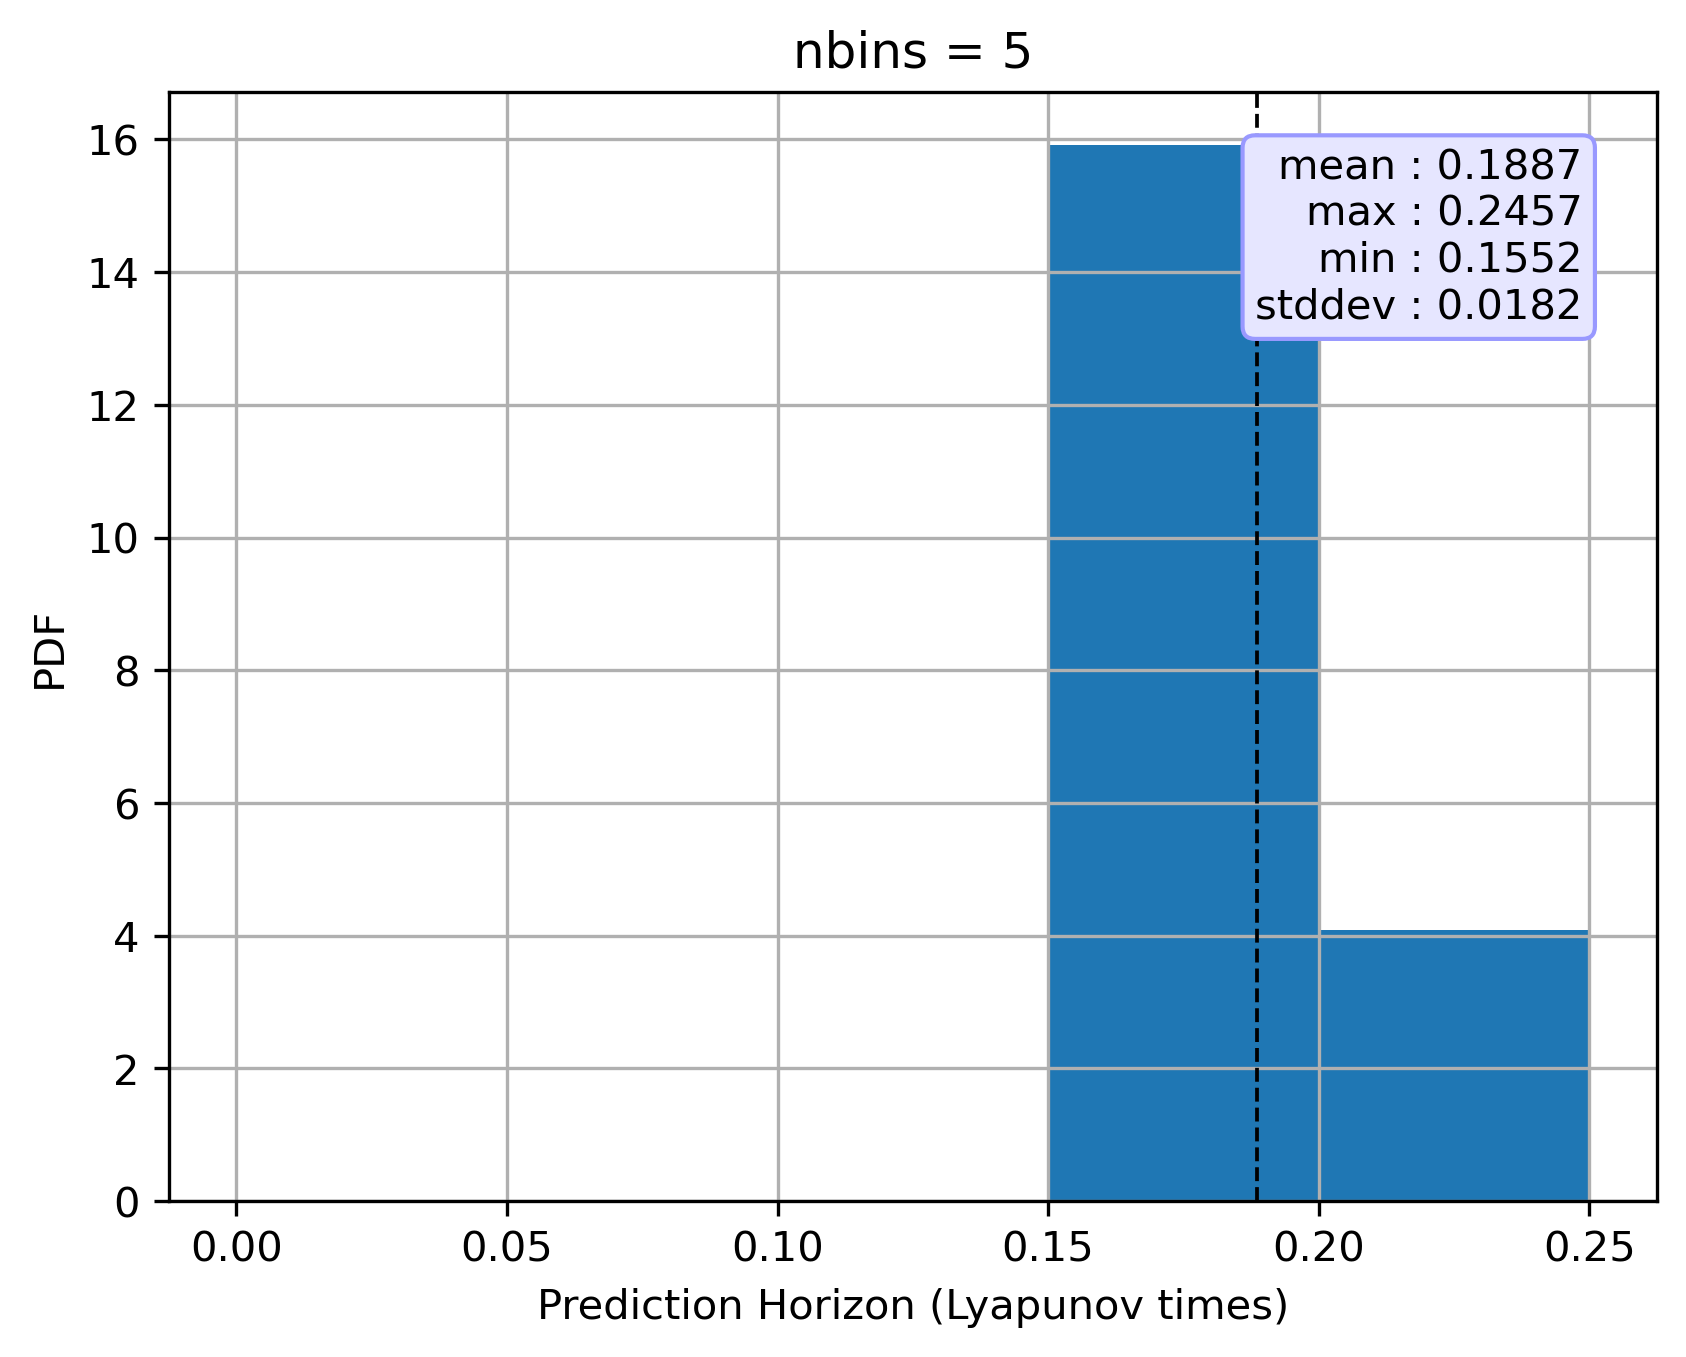 nbins = 5
16
14
12
10
8
6
4
2
0
PDF
mean : 0.1887
max : 0.2457
min : 0.1552
stddev : 0.0182
0.00 0.05 0.10 0.15 0.20 0.25
Prediction Horizon (Lyapunov times)